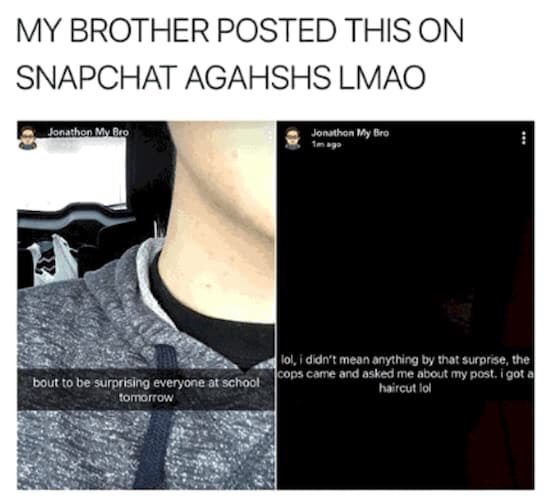 MY BROTHER POSTED THIS ON
SNAPCHAT AGAHSHS LMAO
Jonathon My Bro
bout to be surprising everyone at school
tomorrow
Jonathon My Bro
1m ago
lol, i didn't mean anything by that surprise, the
cops came and asked me about my post. i got a
haircut lol